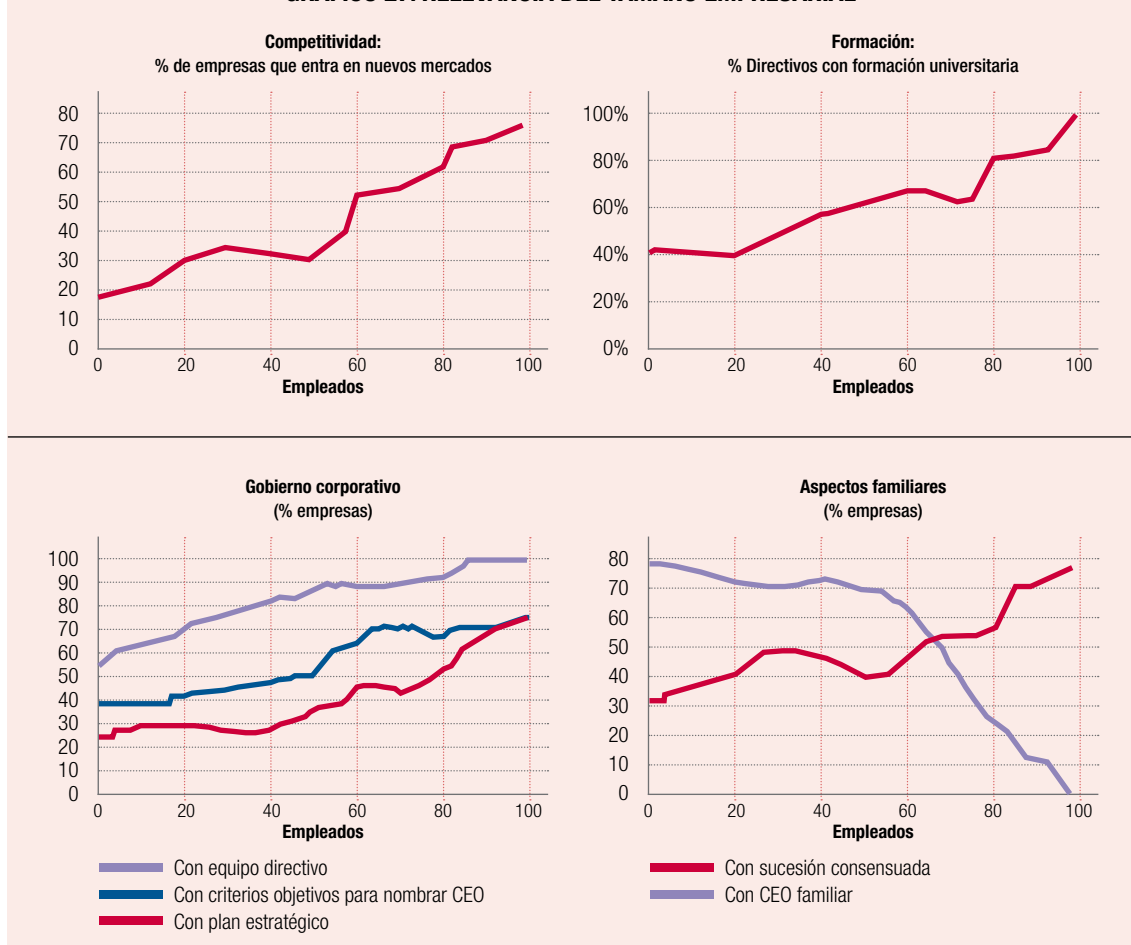 Competitividad:
% de empresas que entra en nuevos mercados
80
70
60
50
40
30
20
10
0
0 20 40 60 80 100
Empleados
Formación:
% Directivos con formación universitaria
100%
80%
60%
40%
20%
0%
0 20 40 60 80 100
Empleados
Gobierno corporativo
(% empresas)
100
90
80
70
60
50
40
30
20
10
0
0 20 40 60 80 100
Empleados
Con equipo directivo
Con criterios objetivos para nombrar CEO
Con plan estratégico
Aspectos familiares
(% empresas)
80
70
60
50
40
30
20
10
0
0 20 40 60 80 100
Empleados
Con sucesión consensuada
Con CEO familiar